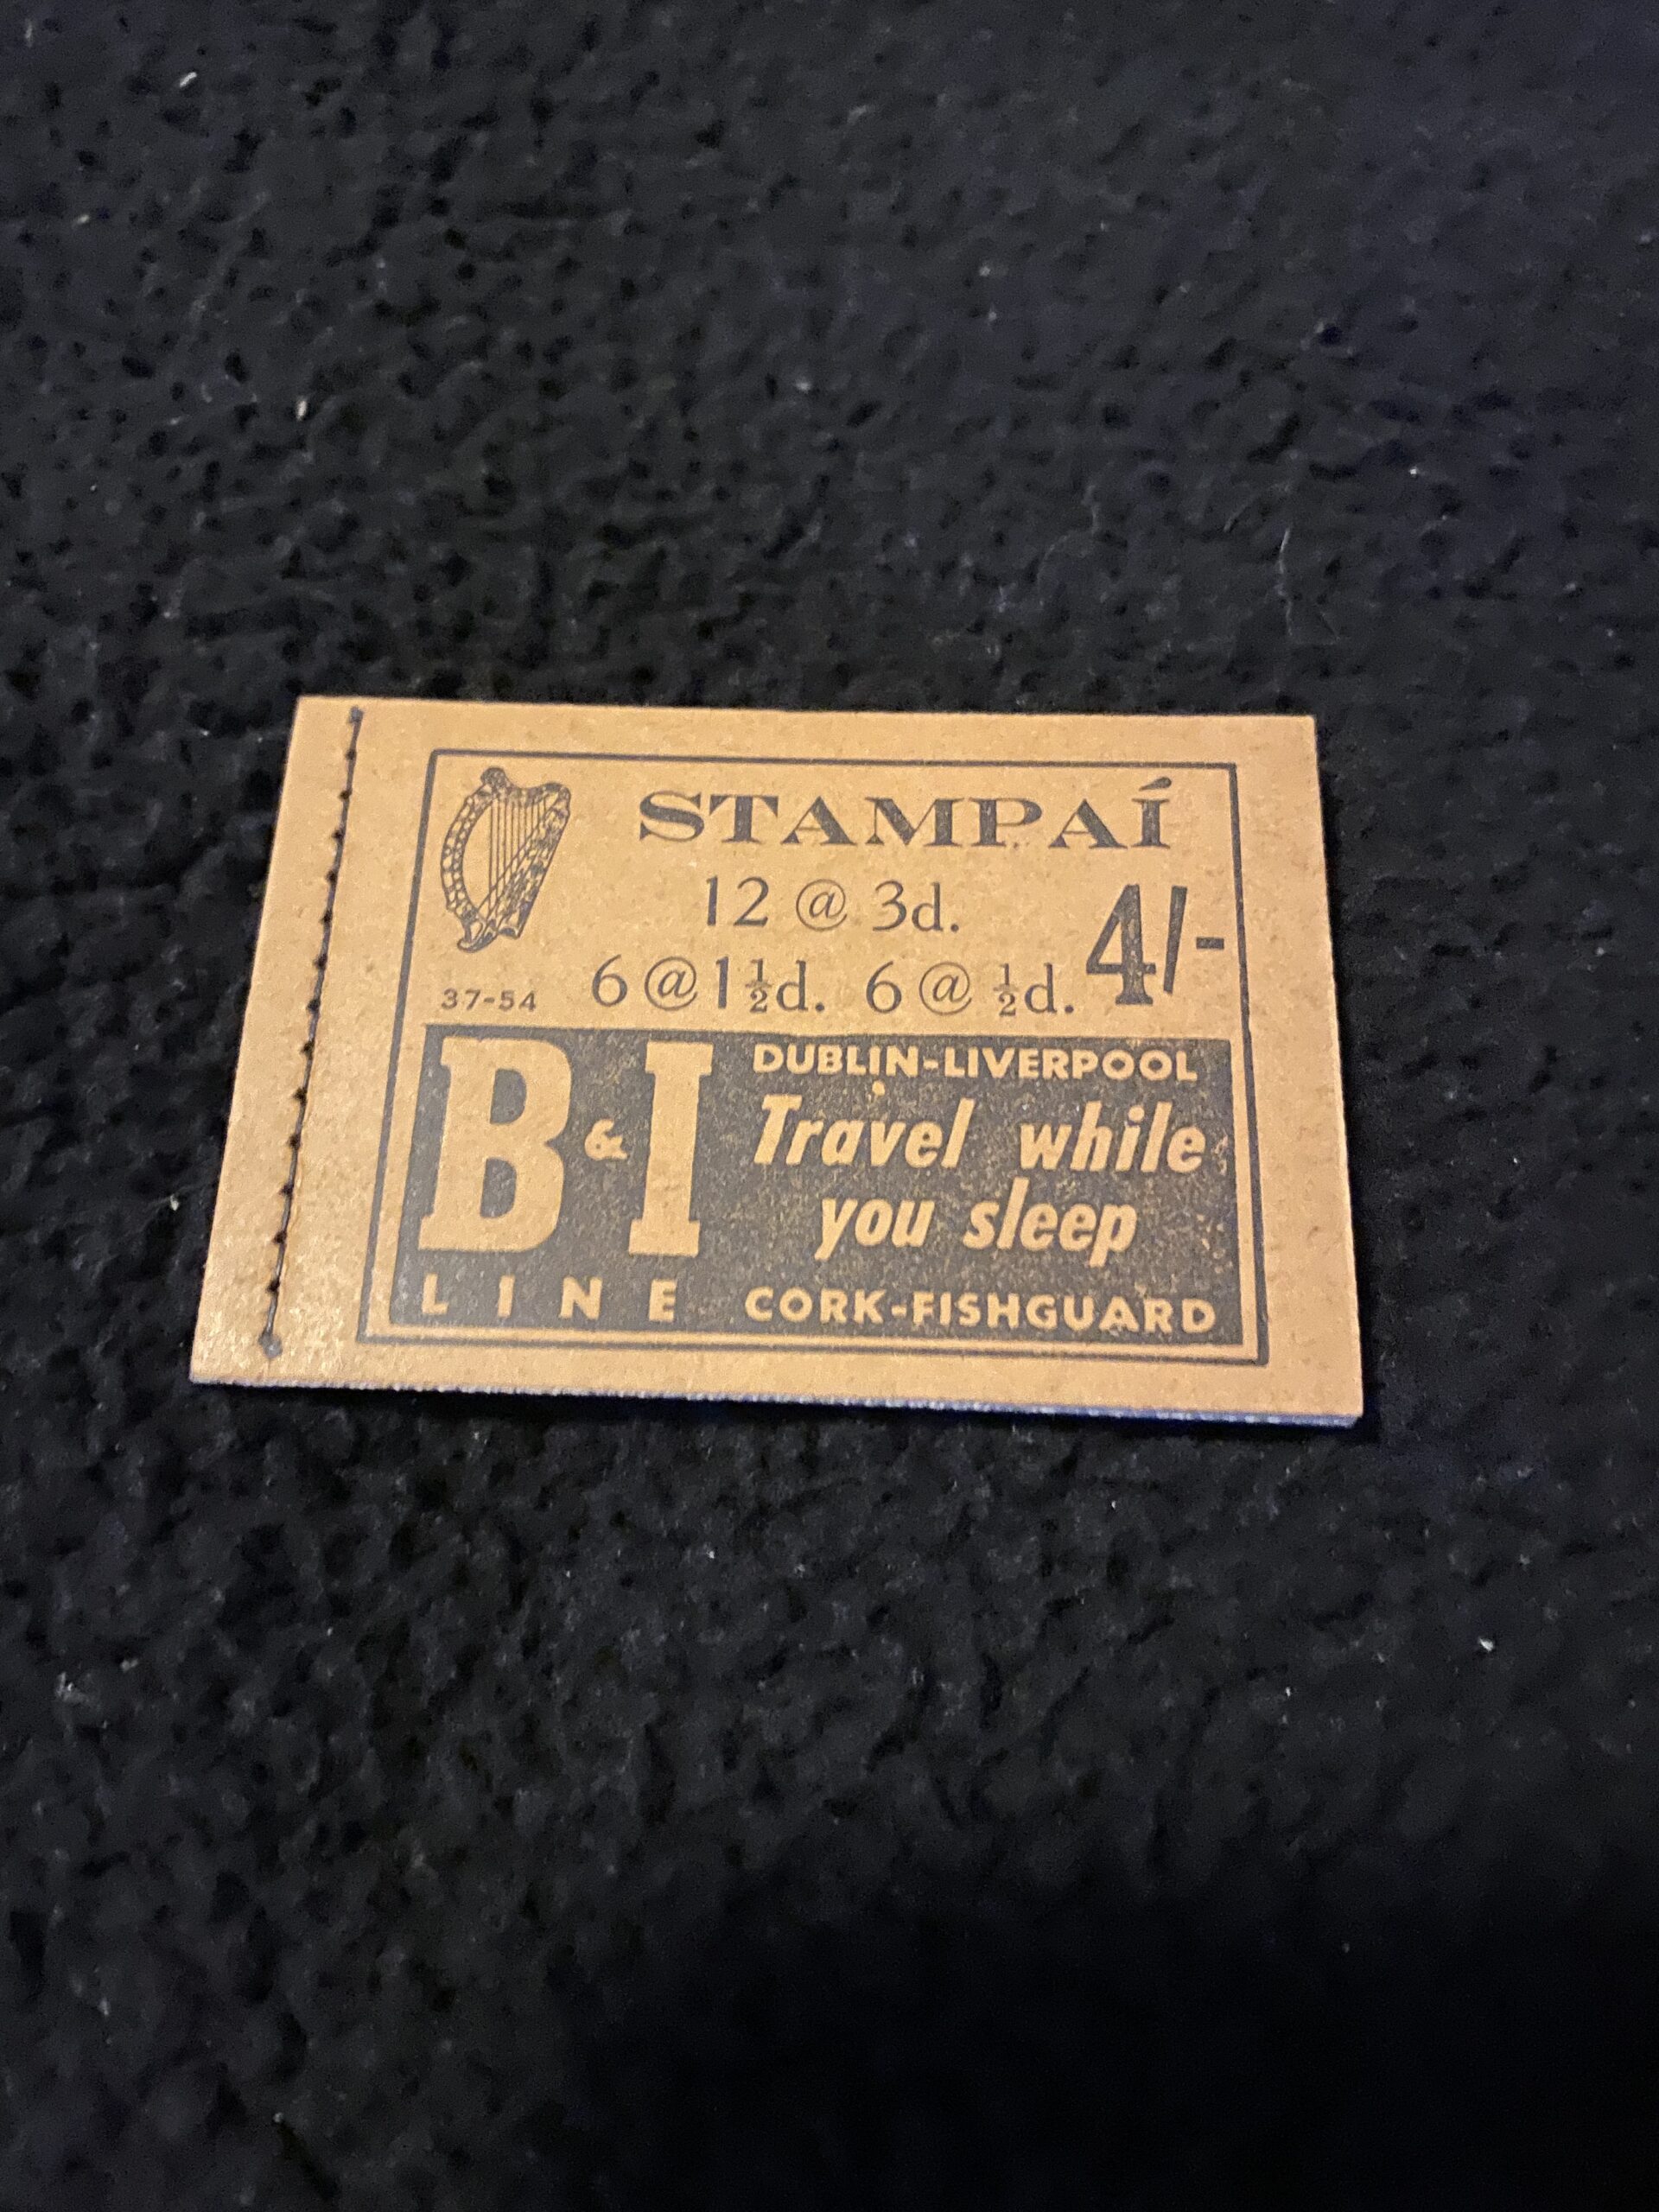 STAMPAÍ
12 @ 3d.
4/-
6 @ 1½d. 6 @ ½d.
37-54
B & I
LINE
DUBLIN-LIVERPOOL
Travel while
you sleep
CORK-FISHGUARD